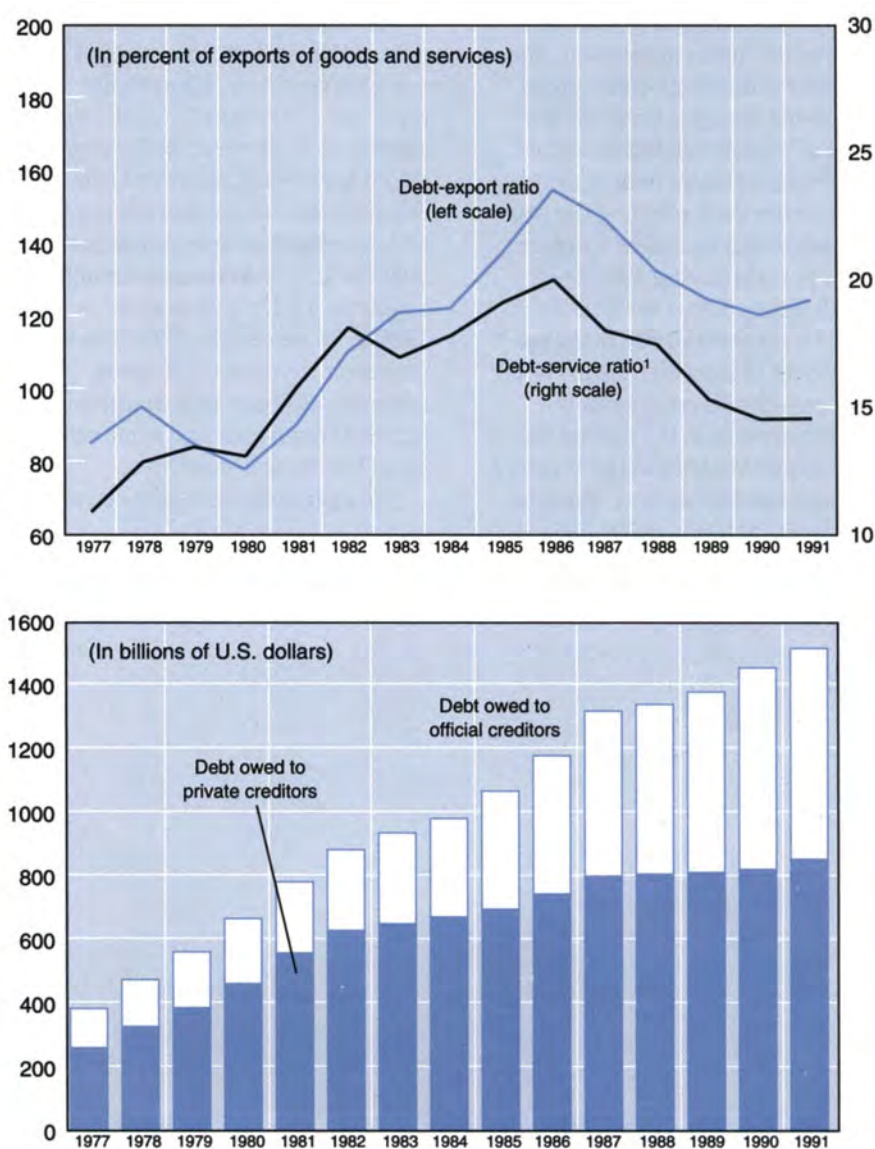 (In percent of exports of goods and services)
200
180
160
140
120
100
80
60
30
25
20
15
10
Debt-export ratio
(left scale)
Debt-service ratio¹
(right scale)
1977 1978 1979 1980 1981 1982 1983 1984 1985 1986 1987 1988 1989 1990 1991
(In billions of U.S. dollars)
1600
1400
1200
1000
800
600
400
200
0
Debt owed to
official creditors
Debt owed to
private creditors
1977 1978 1979 1980 1981 1982 1983 1984 1985 1986 1987 1988 1989 1990 1991